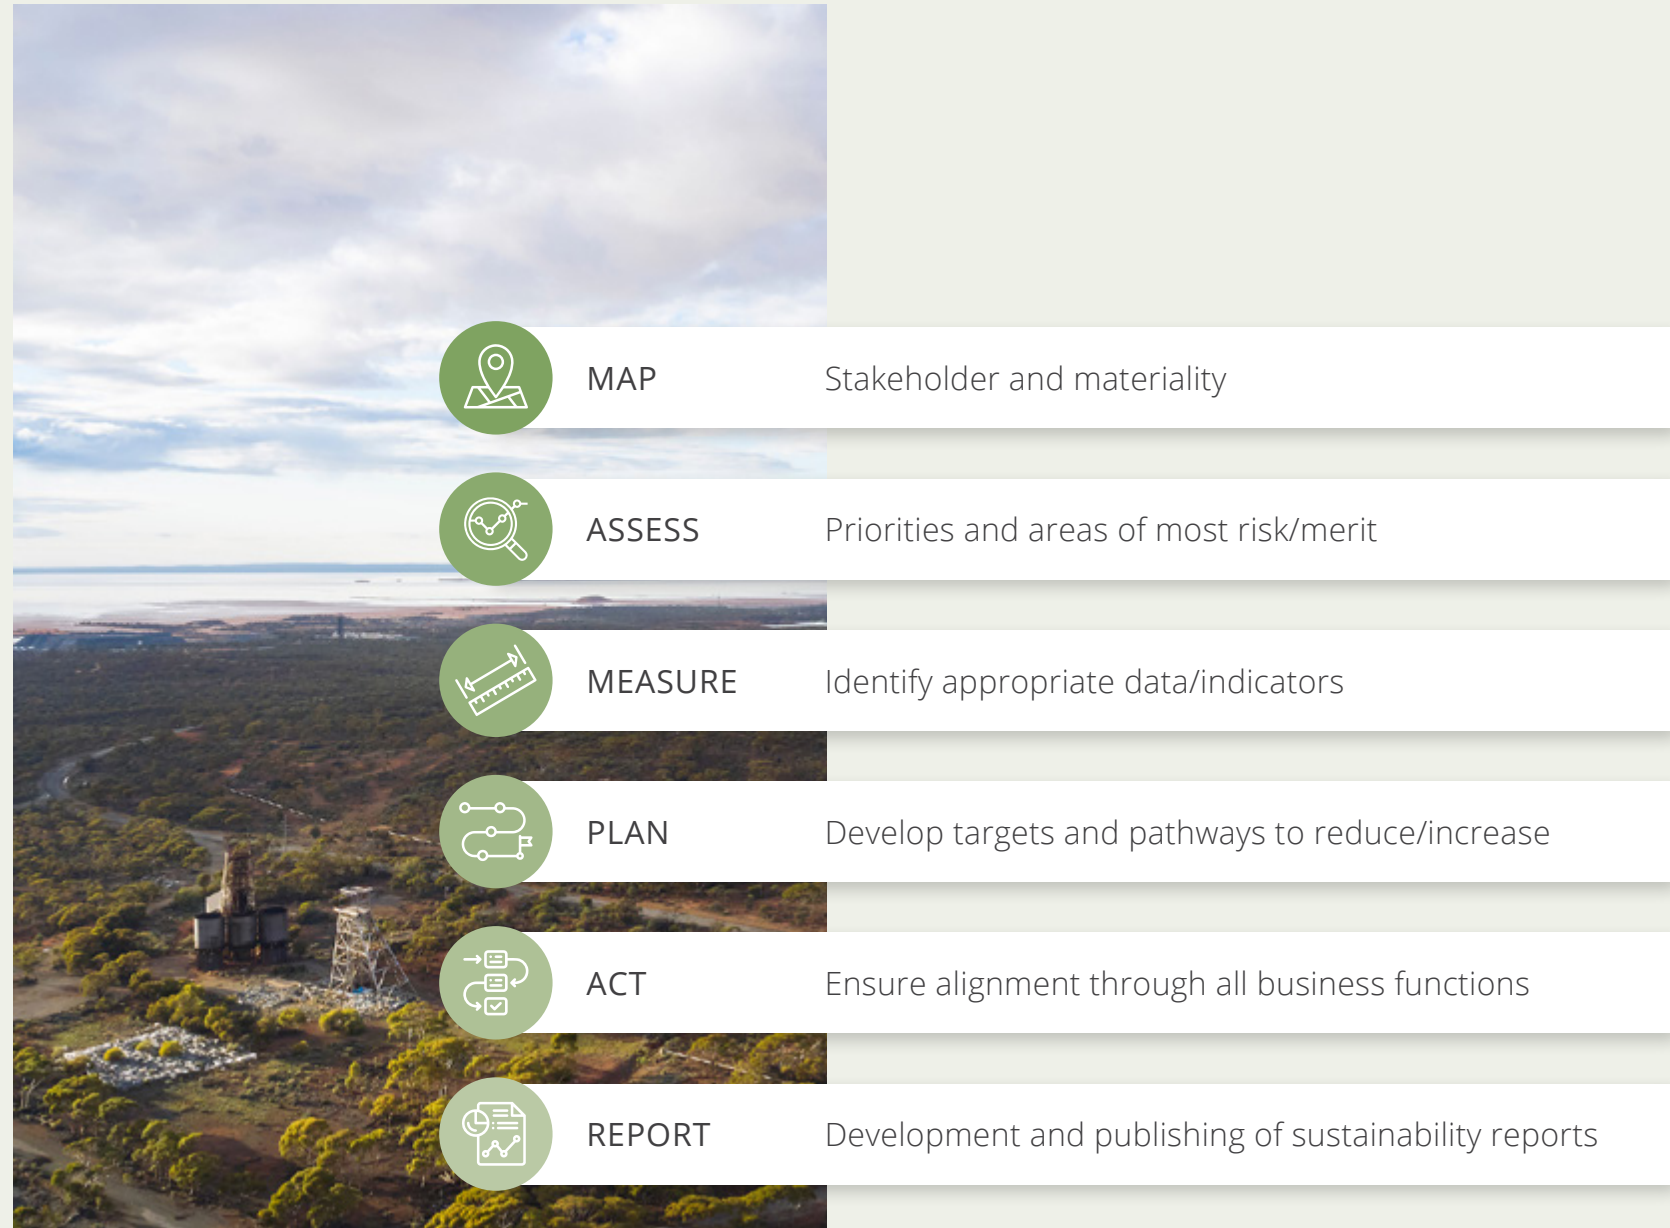 MAP Stakeholder and materiality
ASSESS Priorities and areas of most risk/merit
MEASURE Identify appropriate data/indicators
PLAN Develop targets and pathways to reduce/increase
ACT Ensure alignment through all business functions
REPORT Development and publishing of sustainability reports